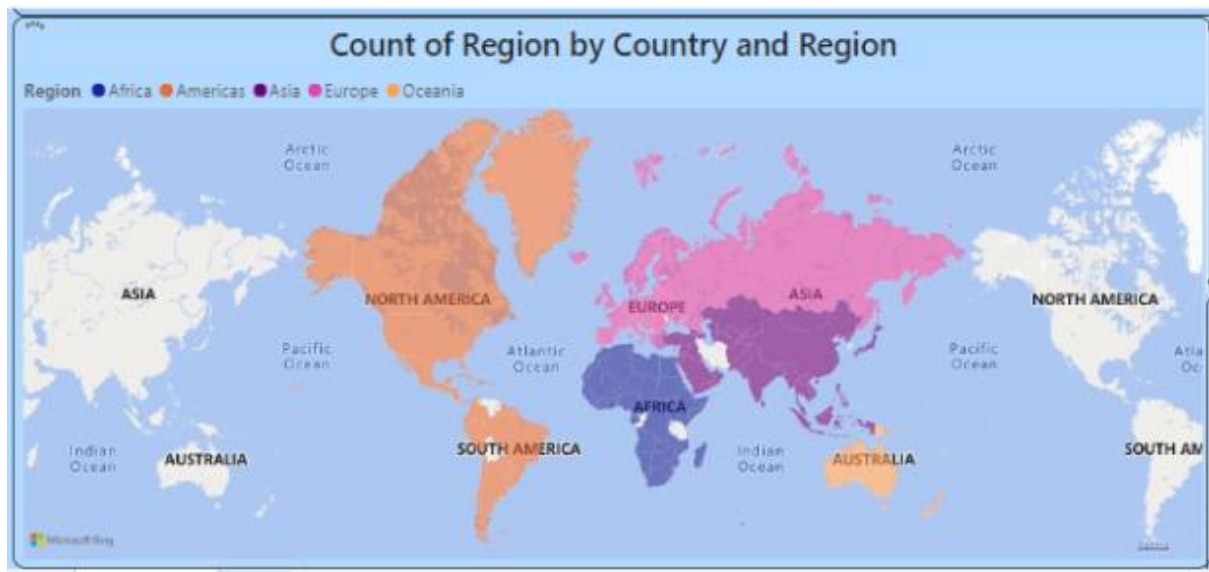 Count of Region by Country and Region
Region Africa Americas Asia Europe Oceania
Arctic
Ocean
Arctic
Ocean
ASIA
NORTH AMERICA
EUROPE
ASIA
NORTH AMERICA
Pacific
Ocean
Atlantic
Ocean
Pacific
Ocean
Atla
Oc
AFRICA
Indian
Ocean
AUSTRALIA
SOUTH AMERICA
Indian
Ocean
AUSTRALIA
SOUTH AM
Microsoft Bing